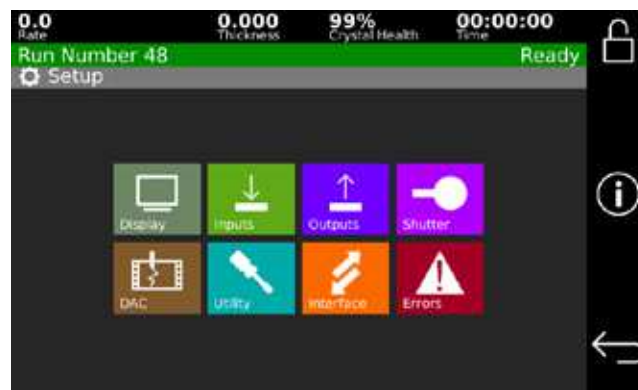 0.0 0.000 99% 00:00:00
Rate Thickness Crystal Health Time
Run Number 48 Ready
Setup
Display Inputs Outputs Shutter
DAC Utility Interface Errors